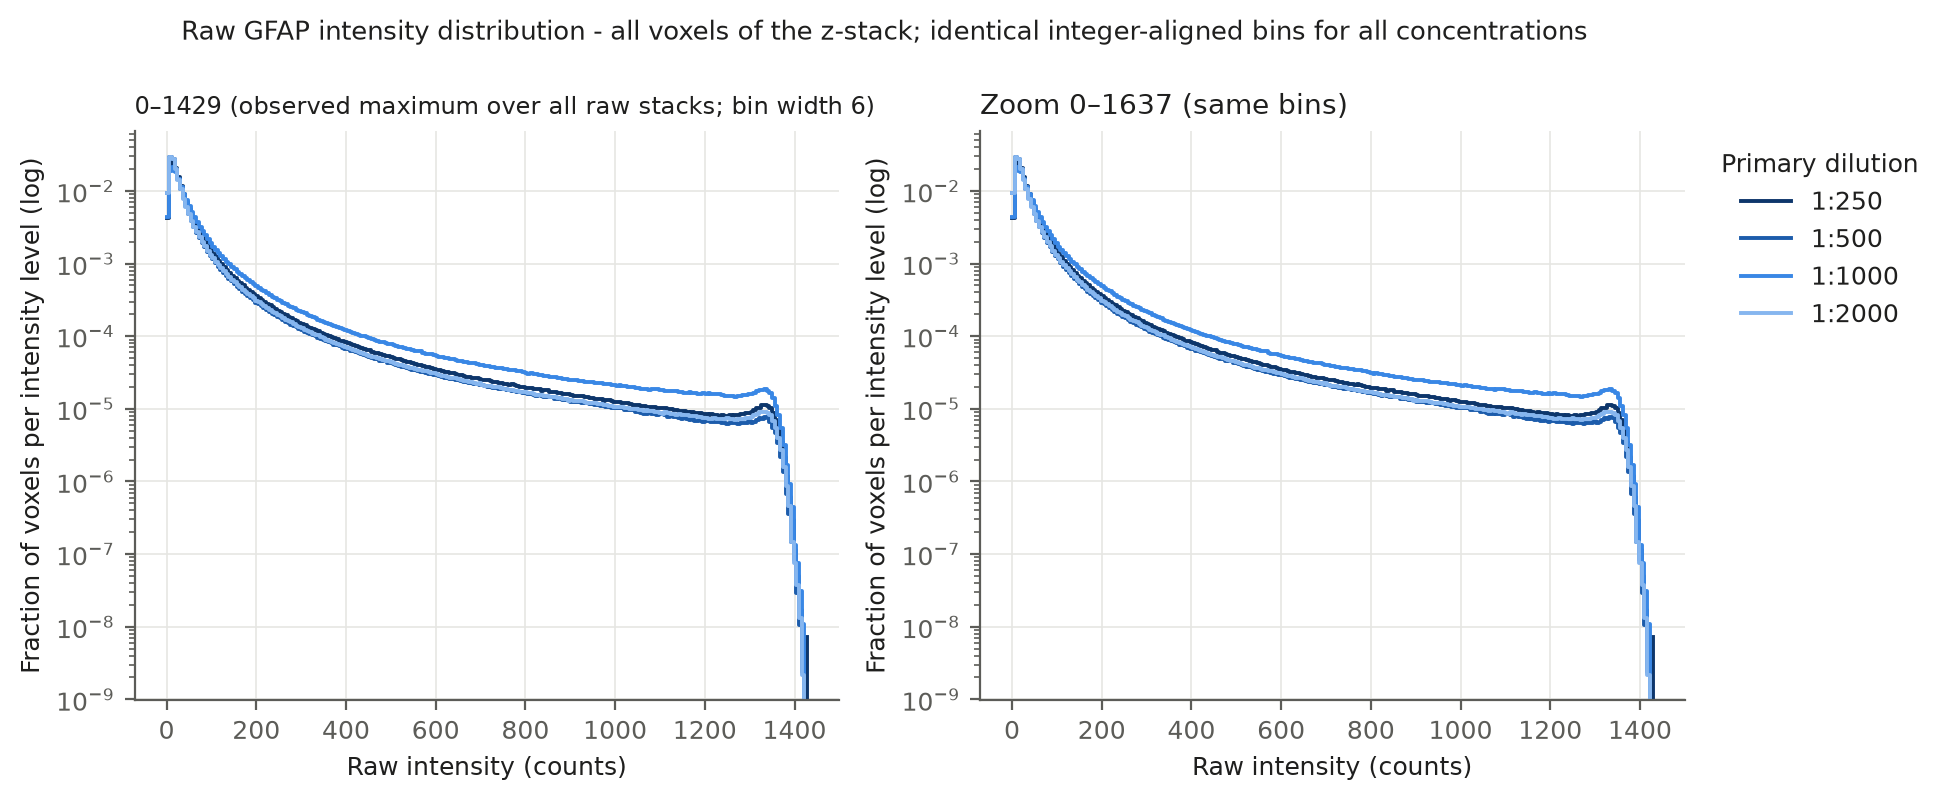 Raw GFAP intensity distribution - all voxels of the z-stack; identical integer-aligned bins for all concentrations
0–1429 (observed maximum over all raw stacks; bin width 6)
Fraction of voxels per intensity level (log)
10⁻²
10⁻³
10⁻⁴
10⁻⁵
10⁻⁶
10⁻⁷
10⁻⁸
10⁻⁹
0 200 400 600 800 1000 1200 1400
Raw intensity (counts)
Zoom 0–1637 (same bins)
Fraction of voxels per intensity level (log)
10⁻²
10⁻³
10⁻⁴
10⁻⁵
10⁻⁶
10⁻⁷
10⁻⁸
10⁻⁹
0 200 400 600 800 1000 1200 1400
Raw intensity (counts)
Primary dilution
1:250
1:500
1:1000
1:2000